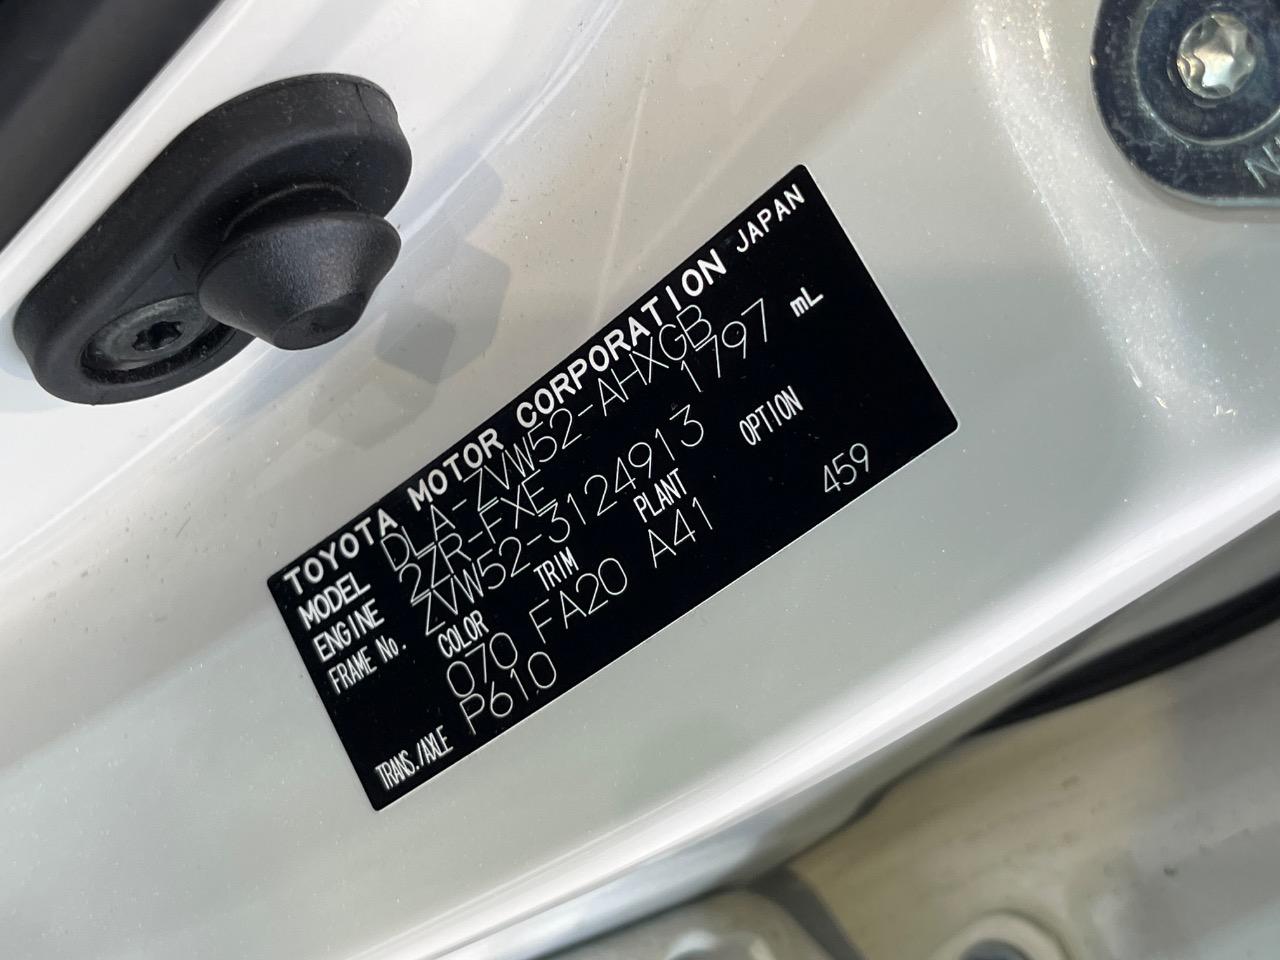 TOYOTA MOTOR CORPORATION JAPAN
MODEL DLA-ZVW52-AHXGB
ENGINE 2ZR-FXE 1797 mL
FRAME No. ZVW52-3124913
COLOR TRIM PLANT OPTION
070 FA20 A41 459
TRANS./AXLE P610